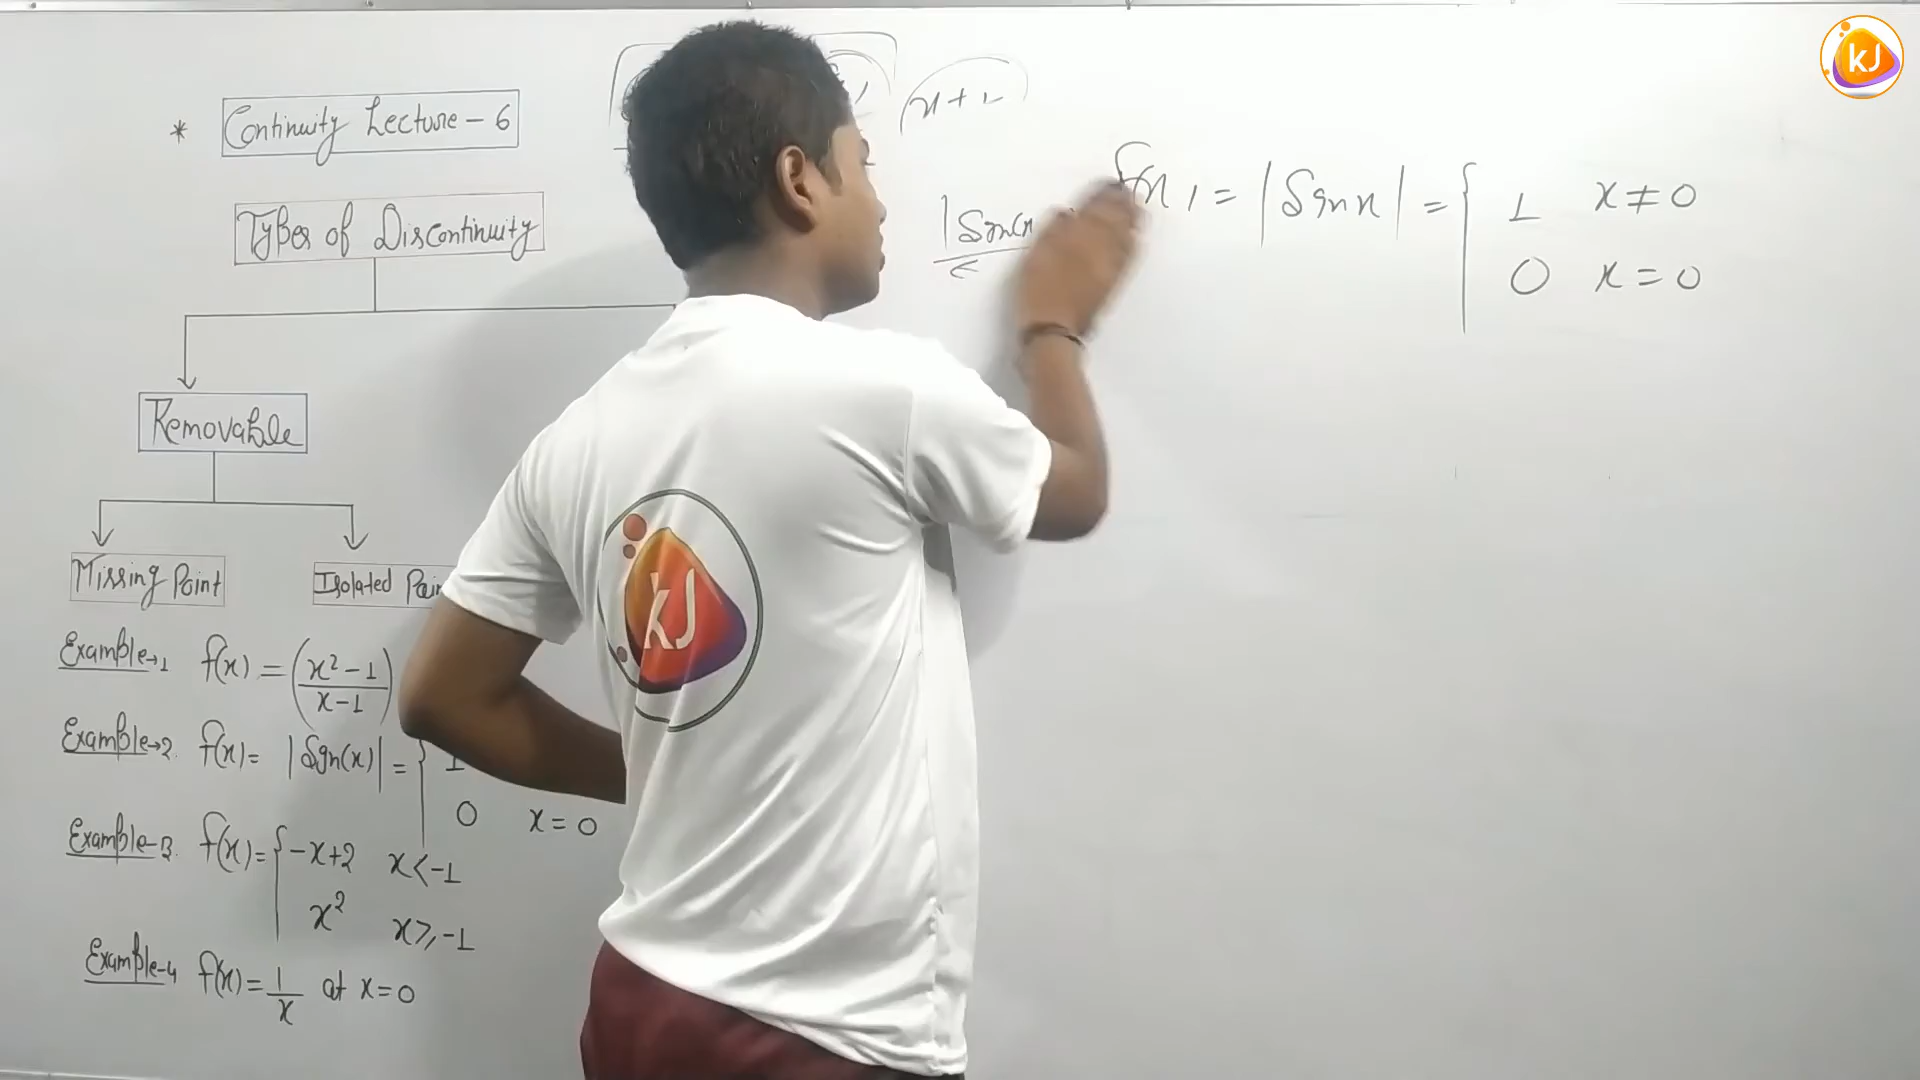 * Continuity Lecture - 6
Types of Discontinuity
Removable
Missing Point
Isolated
Example→1 f(x) = (x² - 1 / x - 1)
Example→2. f(x) = |Sgn(x)| = { 1
0 x = 0
Example-3. f(x) = { -x+2 x < -1
x² x ≥ -1
Example-4 f(x) = 1/x at x = 0
x + 1
|Sgn(x
f(x) = |Sgn x| = { 1 x ≠ 0
0 x = 0
kJ
kJ